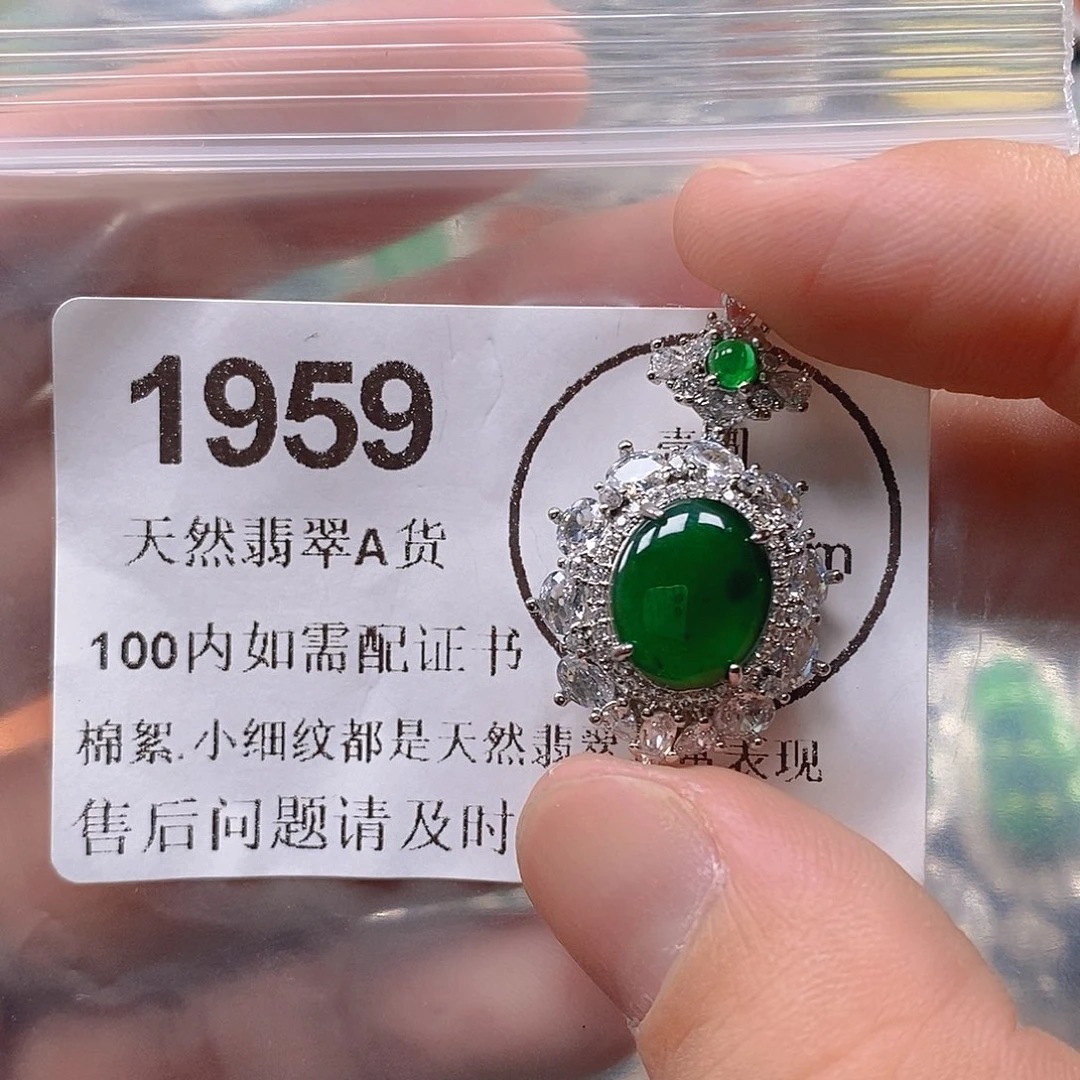 1959
天然翡翠A货
100内如需配证书
棉絮.小细纹都是天然翡翠 表现
售后问题请及时
m